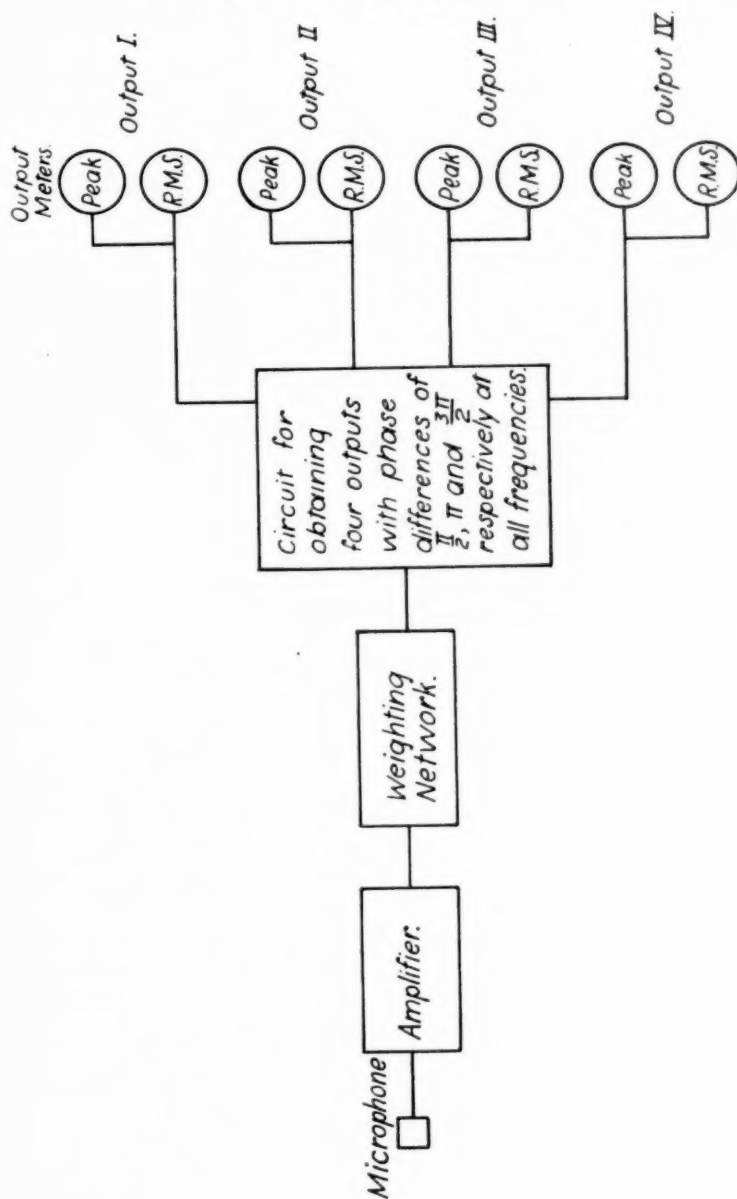 Microphone
Amplifier.
Weighting
Network.
Circuit for
obtaining
four outputs
with phase
differences of
π/2, π and 3π/2
respectively at
all frequencies.
Output
Meters.
Peak
R.M.S.
Output I.
Peak
R.M.S.
Output II
Peak
R.M.S.
Output III.
Peak
R.M.S.
Output IV.